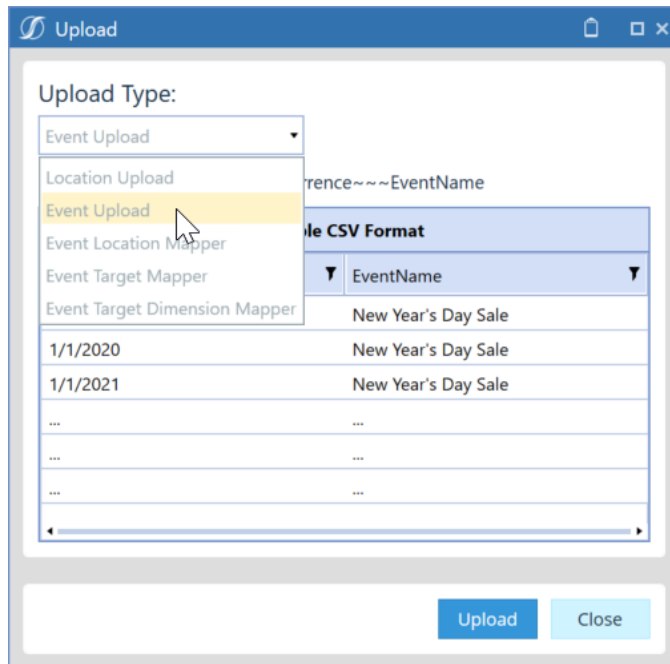 Upload
Upload Type:
Event Upload
Location Upload
Event Upload
Event Location Mapper
Event Target Mapper
Event Target Dimension Mapper
rrence~~~EventName
le CSV Format
EventName
New Year's Day Sale
1/1/2020 New Year's Day Sale
1/1/2021 New Year's Day Sale
... ...
... ...
... ...
Upload Close